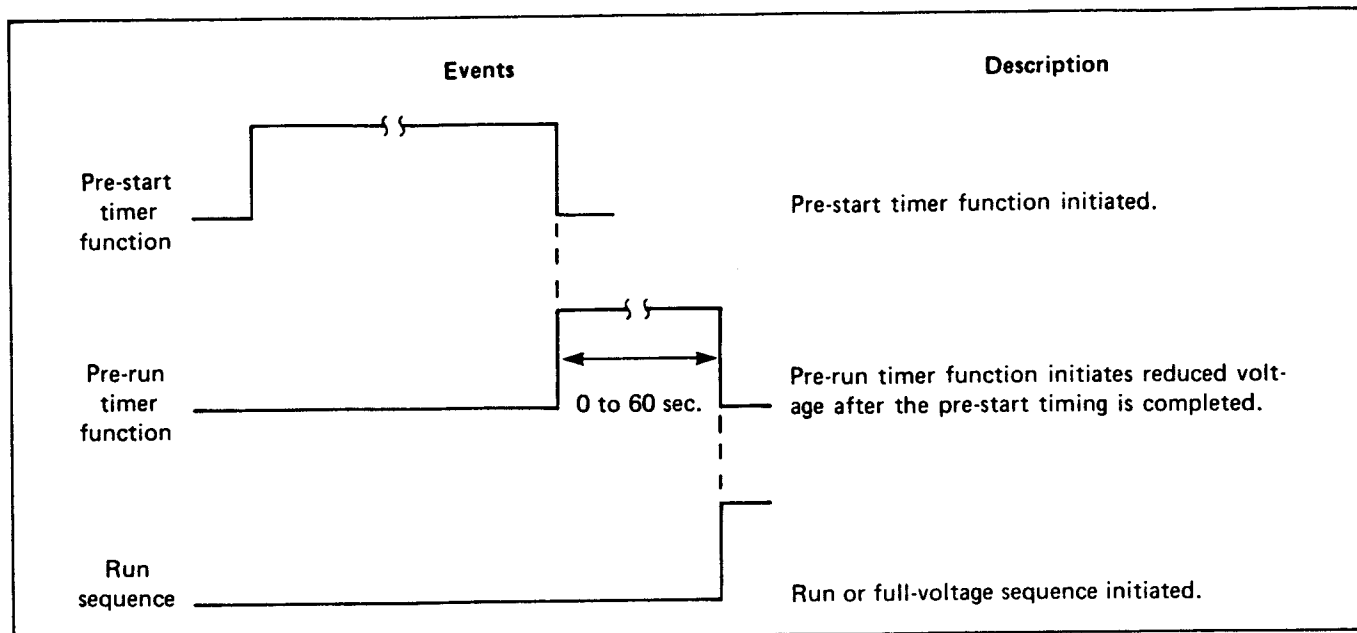 Events
Description
Pre-start
timer
function
Pre-start timer function initiated.
Pre-run
timer
function
0 to 60 sec.
Pre-run timer function initiates reduced volt-
age after the pre-start timing is completed.
Run
sequence
Run or full-voltage sequence initiated.